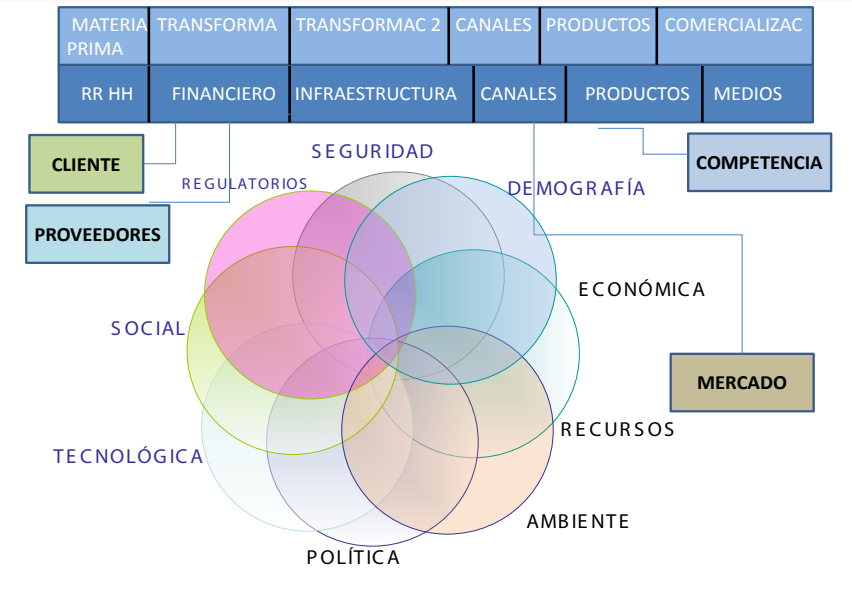 MATERIA PRIMA
TRANSFORMA
TRANSFORMAC 2
CANALES
PRODUCTOS
COMERCIALIZAC
RR HH
FINANCIERO
INFRAESTRUCTURA
CANALES
PRODUCTOS
MEDIOS
CLIENTE
SEGURIDAD
COMPETENCIA
REGULATORIOS
DEMOGRAFÍA
PROVEEDORES
ECONÓMICA
SOCIAL
MERCADO
RECURSOS
TECNOLÓGICA
AMBIENTE
POLÍTICA